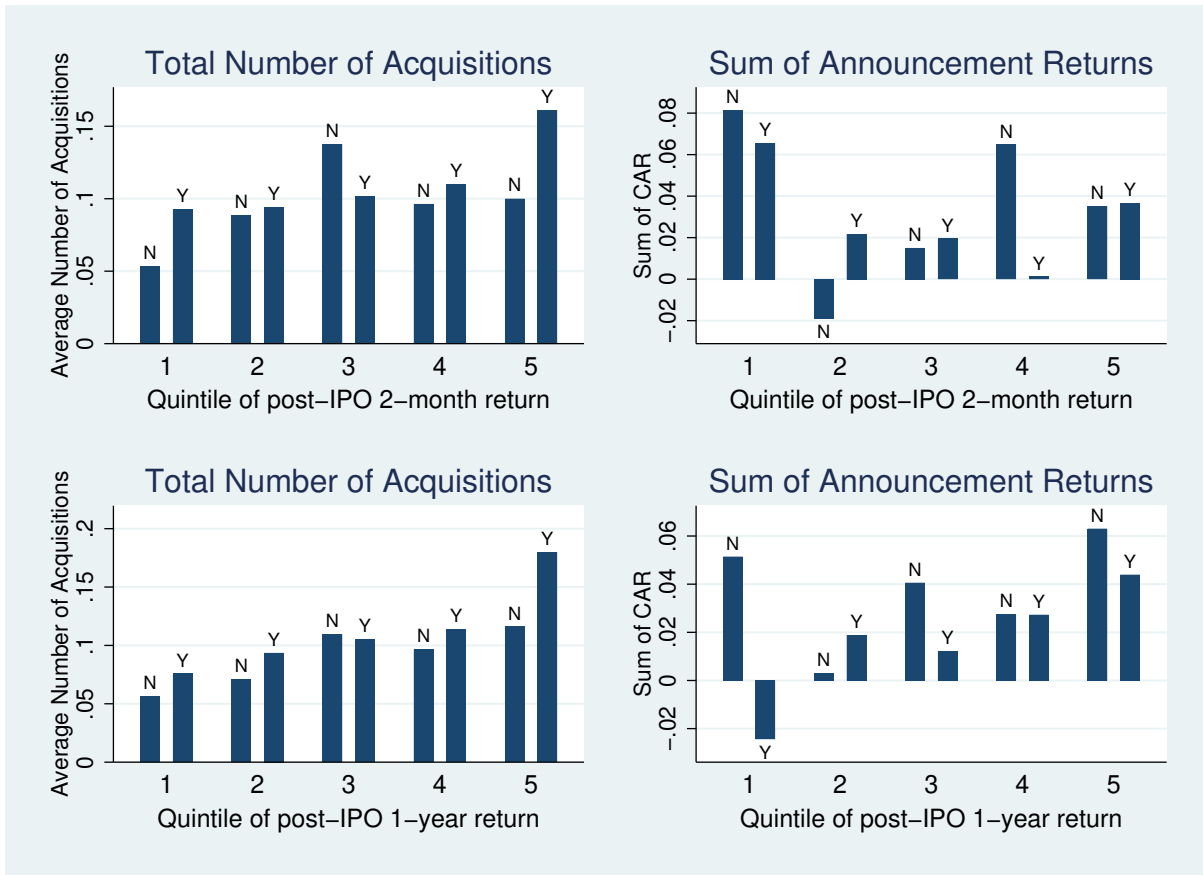 Total Number of Acquisitions
Average Number of Acquisitions
0 .05 .1 .15
N Y N Y N Y N Y N Y
1 2 3 4 5
Quintile of post−IPO 2−month return
Sum of Announcement Returns
Sum of CAR
−.02 0 .02 .04 .06 .08
N Y N Y N Y N Y N Y
1 2 3 4 5
Quintile of post−IPO 2−month return
Total Number of Acquisitions
Average Number of Acquisitions
0 .05 .1 .15 .2
N Y N Y N Y N Y N Y
1 2 3 4 5
Quintile of post−IPO 1−year return
Sum of Announcement Returns
Sum of CAR
−.02 0 .02 .04 .06
N Y N Y N Y N Y N Y
1 2 3 4 5
Quintile of post−IPO 1−year return